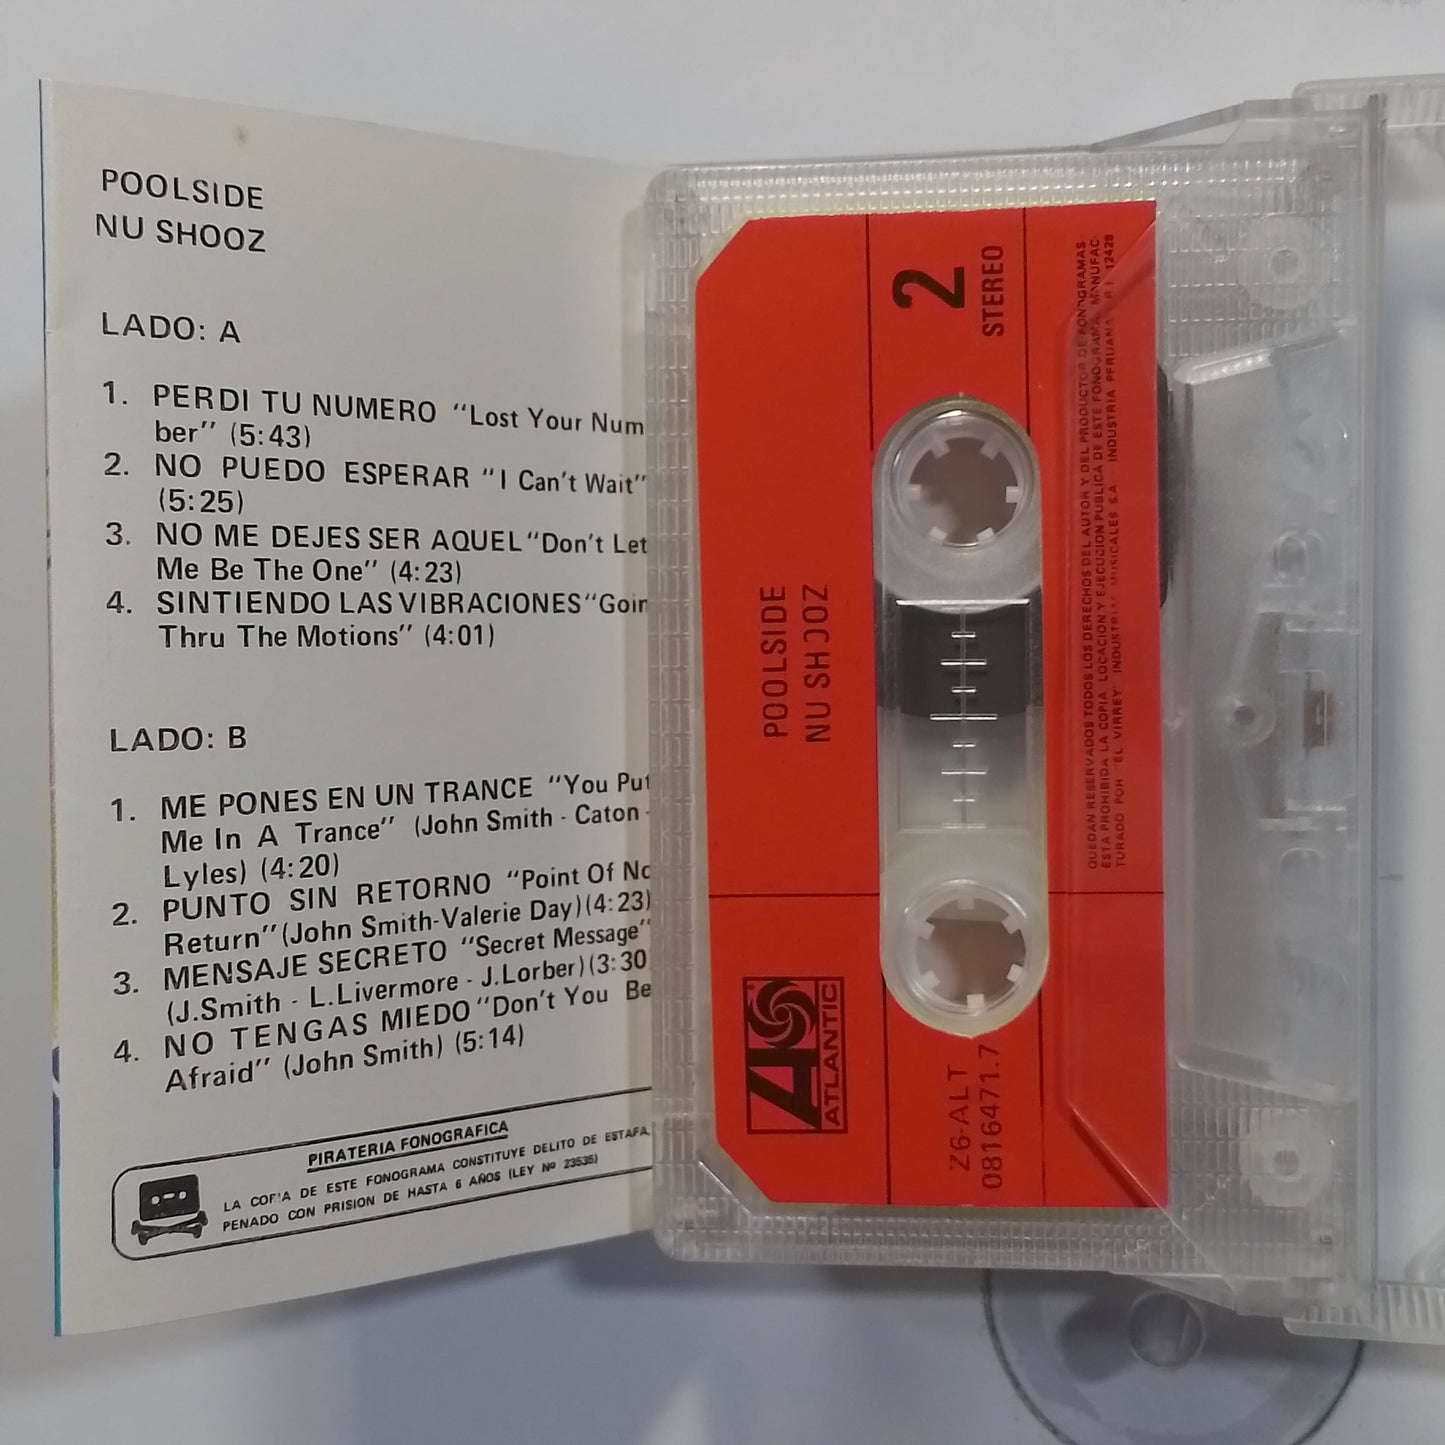 POOLSIDE
NU SHOOZ
LADO: A
1. PERDI TU NUMERO "Lost Your Num
ber" (5:43)
2. NO PUEDO ESPERAR "I Can't Wait"
(5:25)
3. NO ME DEJES SER AQUEL "Don't Let
Me Be The One" (4:23)
4. SINTIENDO LAS VIBRACIONES "Goin
Thru The Motions" (4:01)
LADO: B
1. ME PONES EN UN TRANCE "You Put
Me In A Trance" (John Smith - Caton -
Lyles) (4:20)
2. PUNTO SIN RETORNO "Point Of No
Return" (John Smith-Valerie Day) (4:23)
3. MENSAJE SECRETO "Secret Message"
(J.Smith - L.Livermore - J.Lorber) (3:30
4. NO TENGAS MIEDO "Don't You Be
Afraid" (John Smith) (5:14)
PIRATERIA FONOGRAFICA
LA COPIA DE ESTE FONOGRAMA CONSTITUYE DELITO DE ESTAFA,
PENADO CON PRISION DE HASTA 6 AÑOS (LEY Nº 23535)
POOLSIDE
NU SHOOZ
2
STEREO
ATLANTIC
Z6-ALT
0816471.7
QUEDAN RESERVADOS TODOS LOS DERECHOS DEL AUTOR Y DEL PRODUCTOR DE FONOGRAMAS.
ESTA PROHIBIDA LA COPIA, LOCACION Y EJECUCION PUBLICA DE ESTE FONOGRAMA. MANUFAC-
TURADO POR "EL VIRREY" INDUSTRIAS MUSICALES S.A. INDUSTRIA PERUANA R.I. 12428